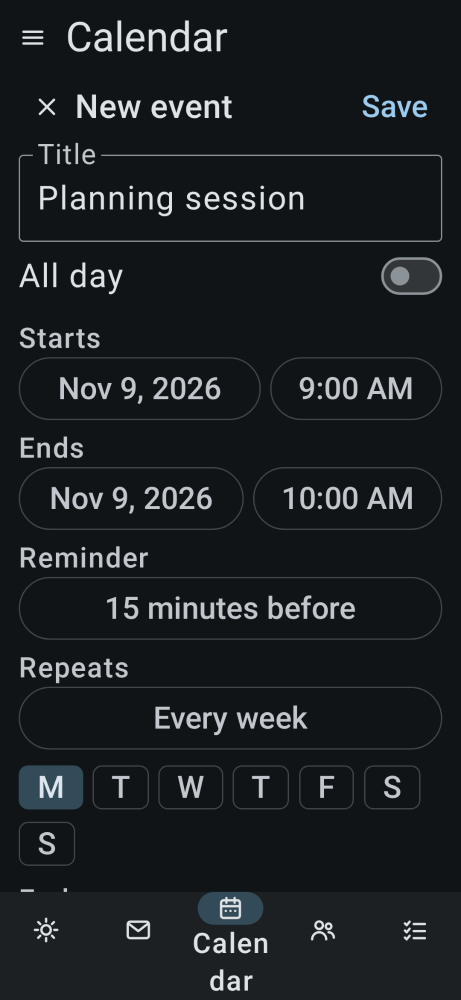 Calendar
New event
Save
Title
Planning session
All day
Starts
Nov 9, 2026
9:00 AM
Ends
Nov 9, 2026
10:00 AM
Reminder
15 minutes before
Repeats
Every week
M T W T F S
S
Calen
dar